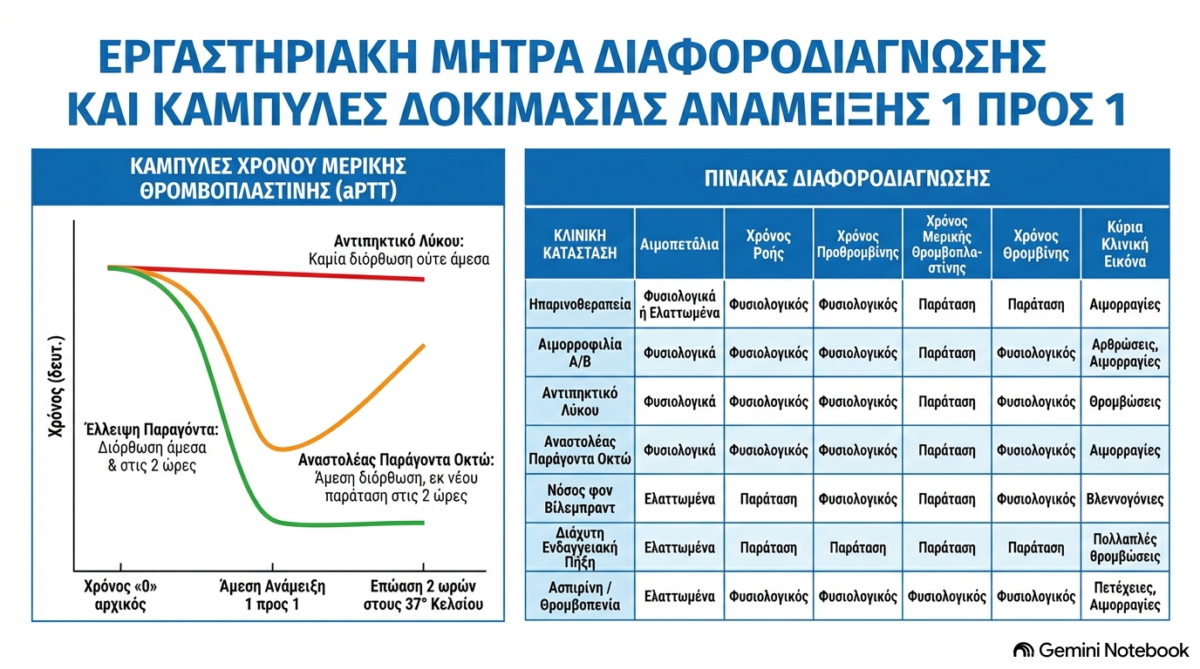 ΕΡΓΑΣΤΗΡΙΑΚΗ ΜΗΤΡΑ ΔΙΑΦΟΡΟΔΙΑΓΝΩΣΗΣ
ΚΑΙ ΚΑΜΠΥΛΕΣ ΔΟΚΙΜΑΣΙΑΣ ΑΝΑΜΕΙΞΗΣ 1 ΠΡΟΣ 1
ΚΑΜΠΥΛΕΣ ΧΡΟΝΟΥ ΜΕΡΙΚΗΣ
ΘΡΟΜΒΟΠΛΑΣΤΙΝΗΣ (aPTT)
Αντιπηκτικό Λύκου:
Καμία διόρθωση ούτε άμεσα
Χρόνος (δευτ.)
Έλλειψη Παραγόντα:
Διόρθωση άμεσα
& στις 2 ώρες
Αναστολέας Παράγοντα Οκτώ:
Άμεση διόρθωση, εκ νέου
παράταση στις 2 ώρες
Χρόνος «0»
αρχικός
Άμεση Ανάμειξη
1 προς 1
Επώαση 2 ωρών
στους 37° Κελσίου
ΠΙΝΑΚΑΣ ΔΙΑΦΟΡΟΔΙΑΓΝΩΣΗΣ
ΚΛΙΝΙΚΗ
ΚΑΤΑΣΤΑΣΗ
Αιμοπετάλια
Χρόνος
Ροής
Χρόνος
Προθρομβίνης
Χρόνος
Μερικής
Θρομβοπλα-
στίνης
Χρόνος
Θρομβίνης
Κύρια
Κλινική
Εικόνα
Ηπαρινοθεραπεία
Φυσιολογικά
ή Ελαττωμένα
Φυσιολογικός
Φυσιολογικός
Παράταση
Παράταση
Αιμορραγίες
Αιμορροφιλία
Α/Β
Φυσιολογικά
Φυσιολογικός
Φυσιολογικός
Παράταση
Φυσιολογικός
Αρθρώσεις,
Αιμορραγίες
Αντιπηκτικό
Λύκου
Φυσιολογικά
Φυσιολογικός
Φυσιολογικός
Παράταση
Φυσιολογικός
Θρομβώσεις
Αναστολέας
Παράγοντα Οκτώ
Φυσιολογικά
Φυσιολογικός
Φυσιολογικός
Παράταση
Φυσιολογικός
Αιμορραγίες
Νόσος φον
Βίλεμπραντ
Ελαττωμένα
Παράταση
Φυσιολογικός
Παράταση
Φυσιολογικός
Βλεννογόνιες
Διάχυτη
Ενδαγγειακή
Πήξη
Ελαττωμένα
Παράταση
Παράταση
Παράταση
Παράταση
Πολλαπλές
θρομβώσεις
Ασπιρίνη /
Θρομβοπενία
Ελαττωμένα
Φυσιολογικός
Φυσιολογικός
Φυσιολογικός
Φυσιολογικός
Πετέχειες,
Αιμορραγίες
Gemini Notebook